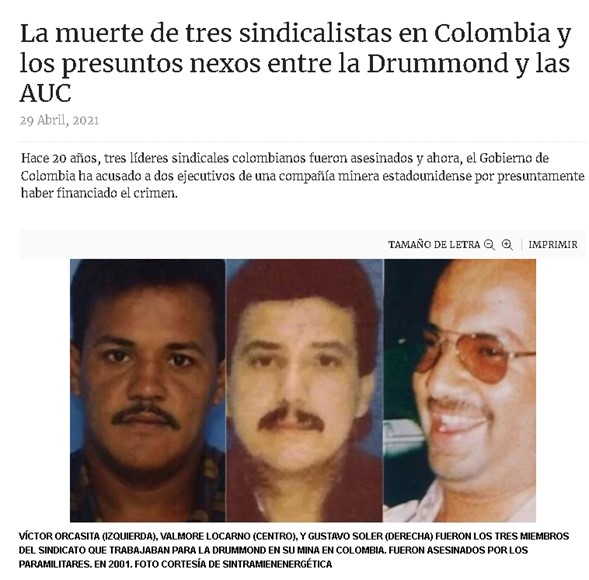 La muerte de tres sindicalistas en Colombia y
los presuntos nexos entre la Drummond y las
AUC
29 Abril, 2021
Hace 20 años, tres líderes sindicales colombianos fueron asesinados y ahora, el Gobierno de
Colombia ha acusado a dos ejecutivos de una compañía minera estadounidense por presuntamente
haber financiado el crimen.
TAMAÑO DE LETRA IMPRIMIR
VÍCTOR ORCASITA (IZQUIERDA), VALMORE LOCARNO (CENTRO), Y GUSTAVO SOLER (DERECHA) FUERON LOS TRES MIEMBROS
DEL SINDICATO QUE TRABAJABAN PARA LA DRUMMOND EN SU MINA EN COLOMBIA. FUERON ASESINADOS POR LOS
PARAMILITARES. EN 2001. FOTO CORTESÍA DE SINTRAMIENENERGÉTICA